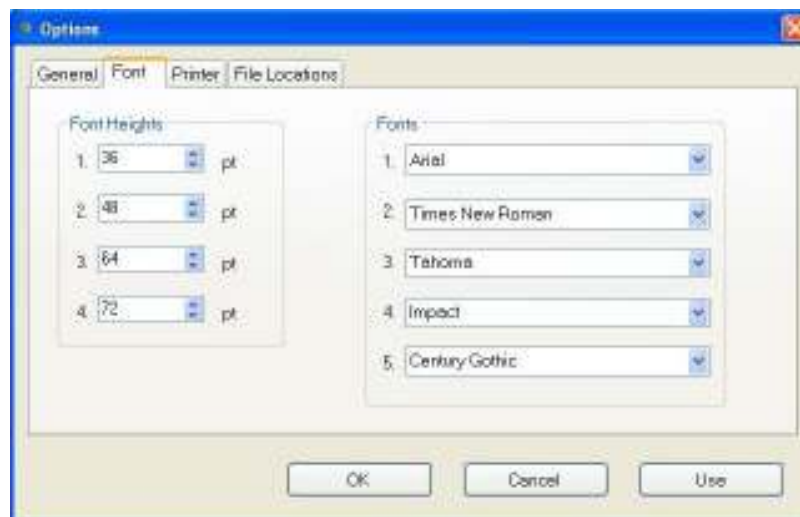 Options
General Font Printer File Locations
Font Heights
1. 36 pt
2. 48 pt
3. 64 pt
4. 72 pt
Fonts
1. Arial
2. Times New Roman
3. Tahoma
4. Impact
5. Century Gothic
OK Cancel Use